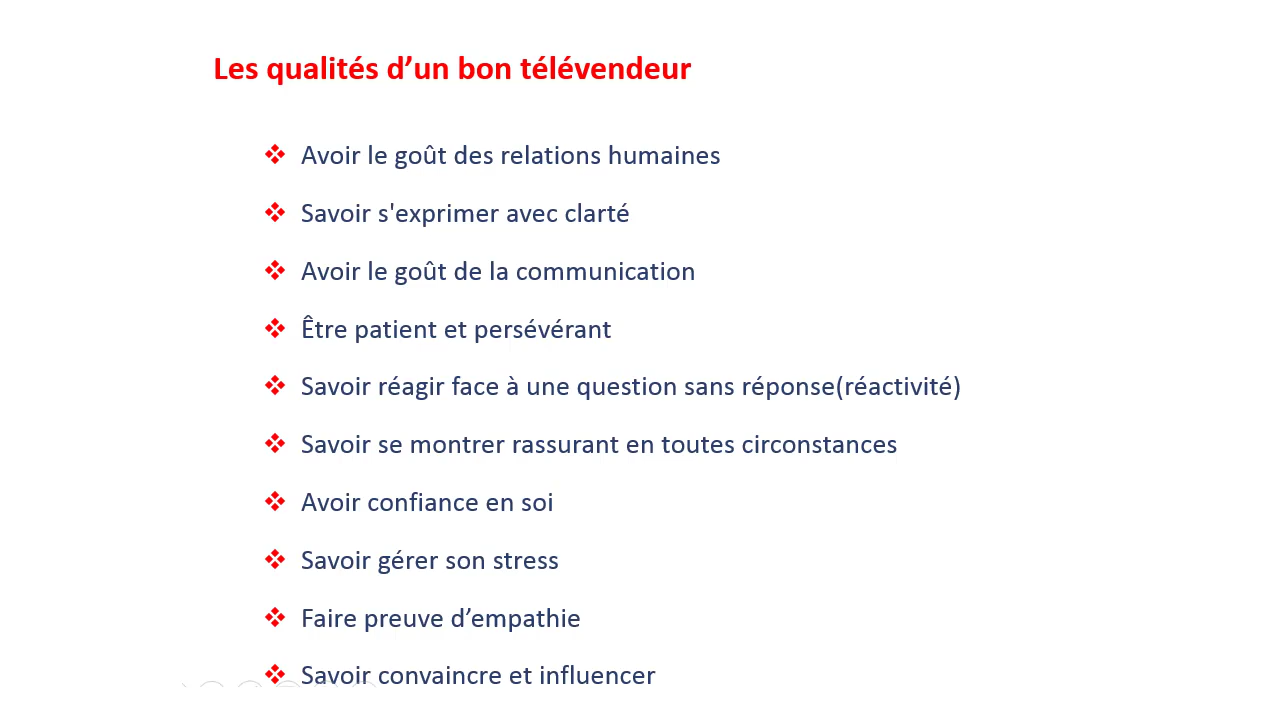 Les qualités d’un bon télévendeur
Avoir le goût des relations humaines
Savoir s'exprimer avec clarté
Avoir le goût de la communication
Être patient et persévérant
Savoir réagir face à une question sans réponse(réactivité)
Savoir se montrer rassurant en toutes circonstances
Avoir confiance en soi
Savoir gérer son stress
Faire preuve d’empathie
Savoir convaincre et influencer